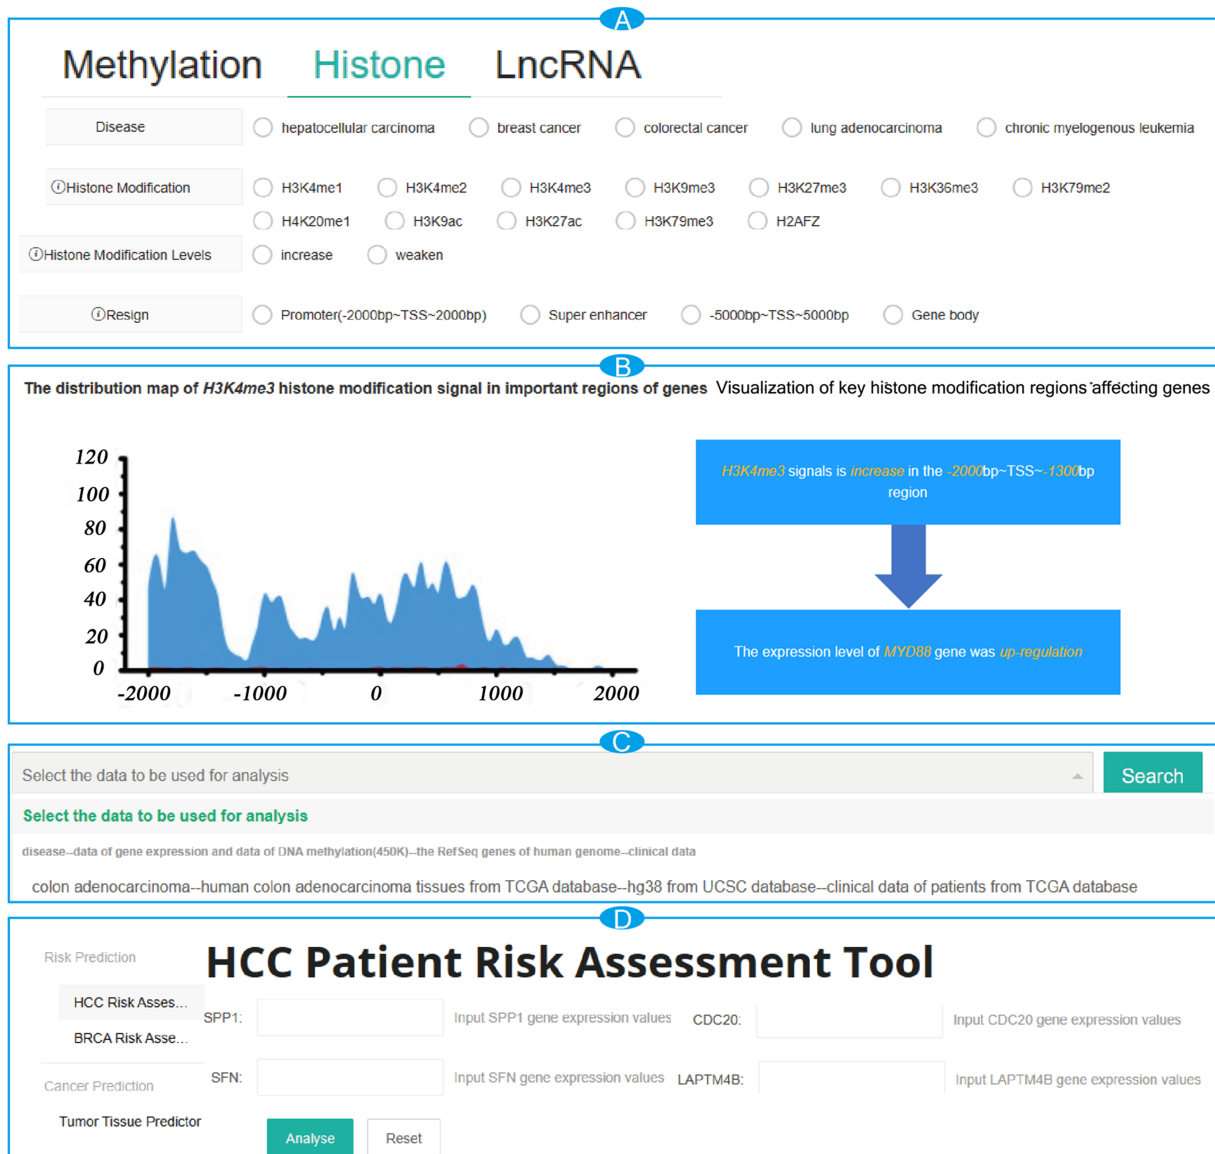 A
Methylation Histone LncRNA
Disease hepatocellular carcinoma breast cancer colorectal cancer lung adenocarcinoma chronic myelogenous leukemia
Histone Modification H3K4me1 H3K4me2 H3K4me3 H3K9me3 H3K27me3 H3K36me3 H3K79me2
H4K20me1 H3K9ac H3K27ac H3K79me3 H2AFZ
Histone Modification Levels increase weaken
Resign Promoter(-2000bp~TSS~2000bp) Super enhancer -5000bp~TSS~5000bp Gene body
B
The distribution map of H3K4me3 histone modification signal in important regions of genes
Visualization of key histone modification regions affecting genes
120
100
80
60
40
20
0
-2000 -1000 0 1000 2000
H3K4me3 signals is increase in the -2000bp~TSS~-1300bp
region
The expression level of MYD88 gene was up-regulation
C
Select the data to be used for analysis Search
Select the data to be used for analysis
disease--data of gene expression and data of DNA methylation(450K)--the RefSeq genes of human genome--clinical data
colon adenocarcinoma--human colon adenocarcinoma tissues from TCGA database--hg38 from UCSC database--clinical data of patients from TCGA database
D
Risk Prediction
HCC Risk Asses...
BRCA Risk Asse...
Cancer Prediction
Tumor Tissue Predictor
HCC Patient Risk Assessment Tool
SPP1: Input SPP1 gene expression values CDC20: Input CDC20 gene expression values
SFN: Input SFN gene expression values LAPTM4B: Input LAPTM4B gene expression values
Analyse Reset